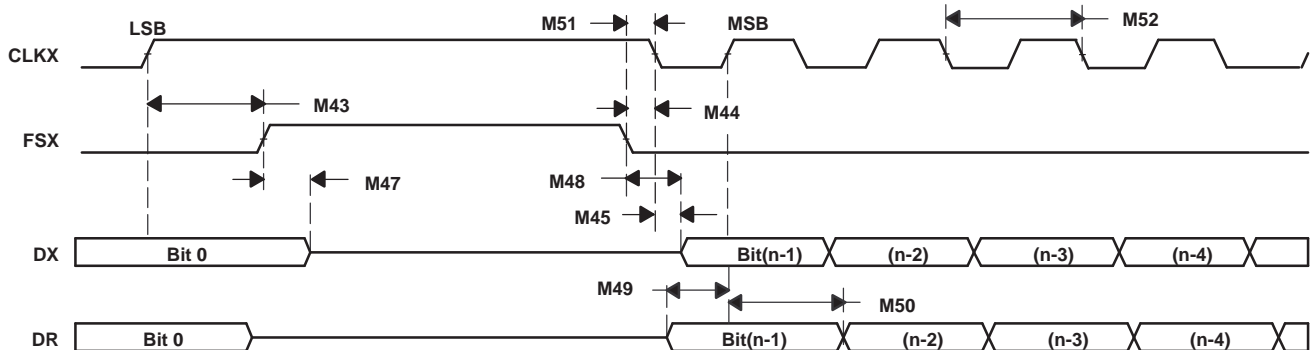 LSB M51 MSB M52
CLKX
M43 M44
FSX
M47 M48
M45
DX Bit 0 Bit(n-1) (n-2) (n-3) (n-4)
M49 M50
DR Bit 0 Bit(n-1) (n-2) (n-3) (n-4)